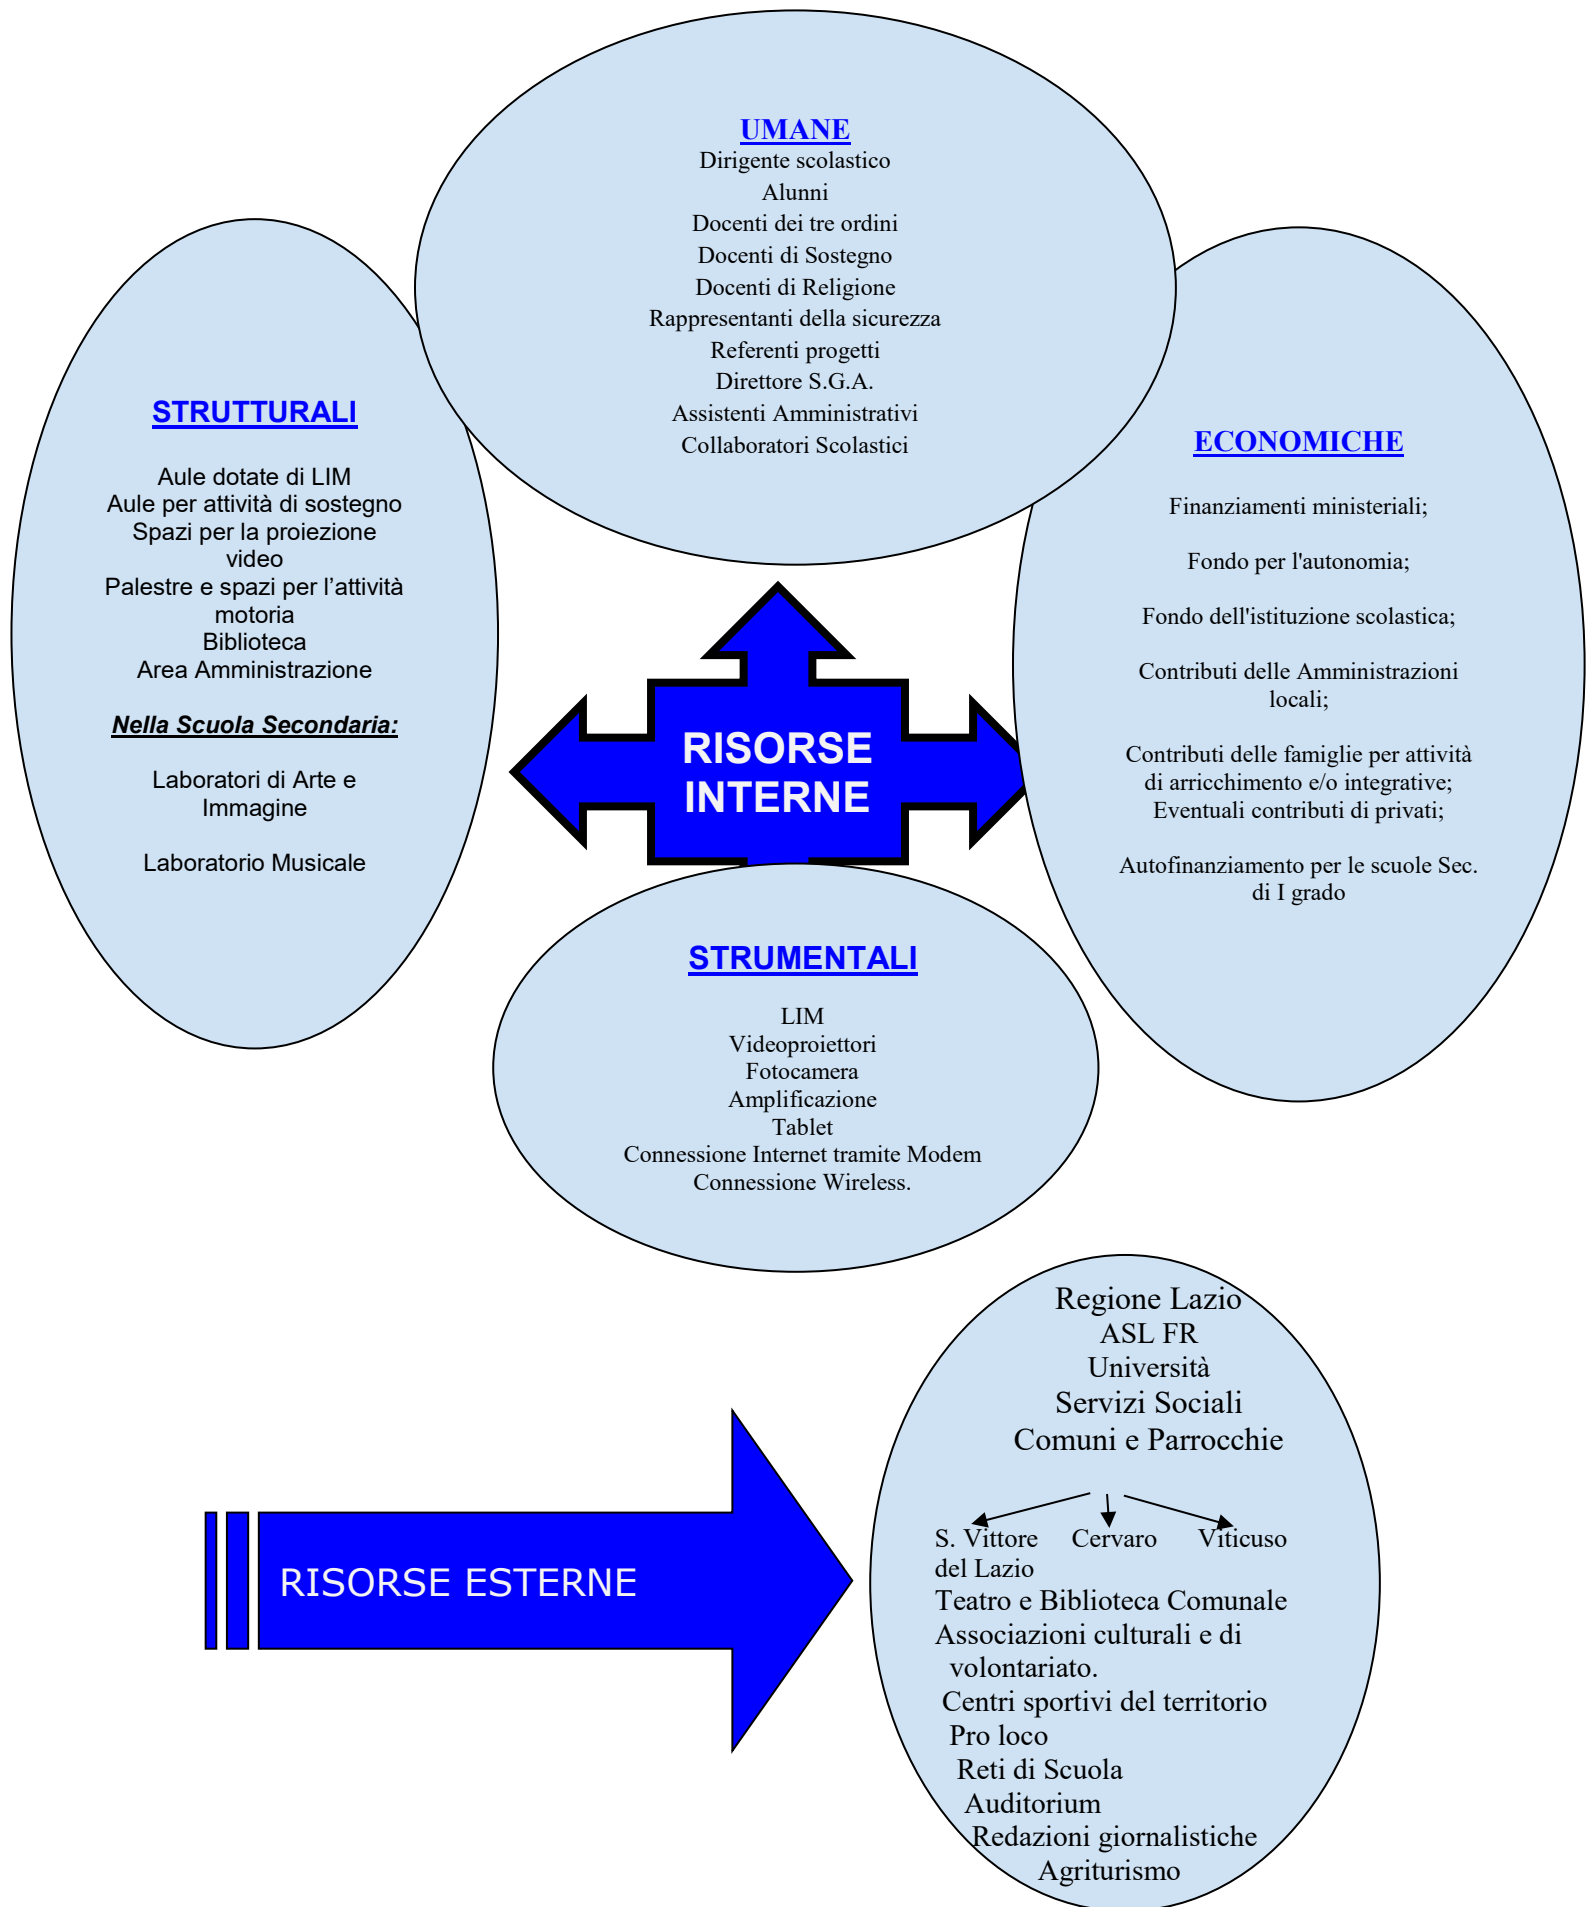 UMANE
Dirigente scolastico
Alunni
Docenti dei tre ordini
Docenti di Sostegno
Docenti di Religione
Rappresentanti della sicurezza
Referenti progetti
Direttore S.G.A.
Assistenti Amministrativi
Collaboratori Scolastici
STRUTTURALI
Aule dotate di LIM
Aule per attività di sostegno
Spazi per la proiezione
video
Palestre e spazi per l’attività
motoria
Biblioteca
Area Amministrazione
Nella Scuola Secondaria:
Laboratori di Arte e
Immagine
Laboratorio Musicale
RISORSE
INTERNE
ECONOMICHE
Finanziamenti ministeriali;
Fondo per l'autonomia;
Fondo dell'istituzione scolastica;
Contributi delle Amministrazioni
locali;
Contributi delle famiglie per attività
di arricchimento e/o integrative;
Eventuali contributi di privati;
Autofinanziamento per le scuole Sec.
di I grado
STRUMENTALI
LIM
Videoproiettori
Fotocamera
Amplificazione
Tablet
Connessione Internet tramite Modem
Connessione Wireless.
RISORSE ESTERNE
Regione Lazio
ASL FR
Università
Servizi Sociali
Comuni e Parrocchie
S. Vittore Cervaro Viticuso
del Lazio
Teatro e Biblioteca Comunale
Associazioni culturali e di
volontariato.
Centri sportivi del territorio
Pro loco
Reti di Scuola
Auditorium
Redazioni giornalistiche
Agriturismo